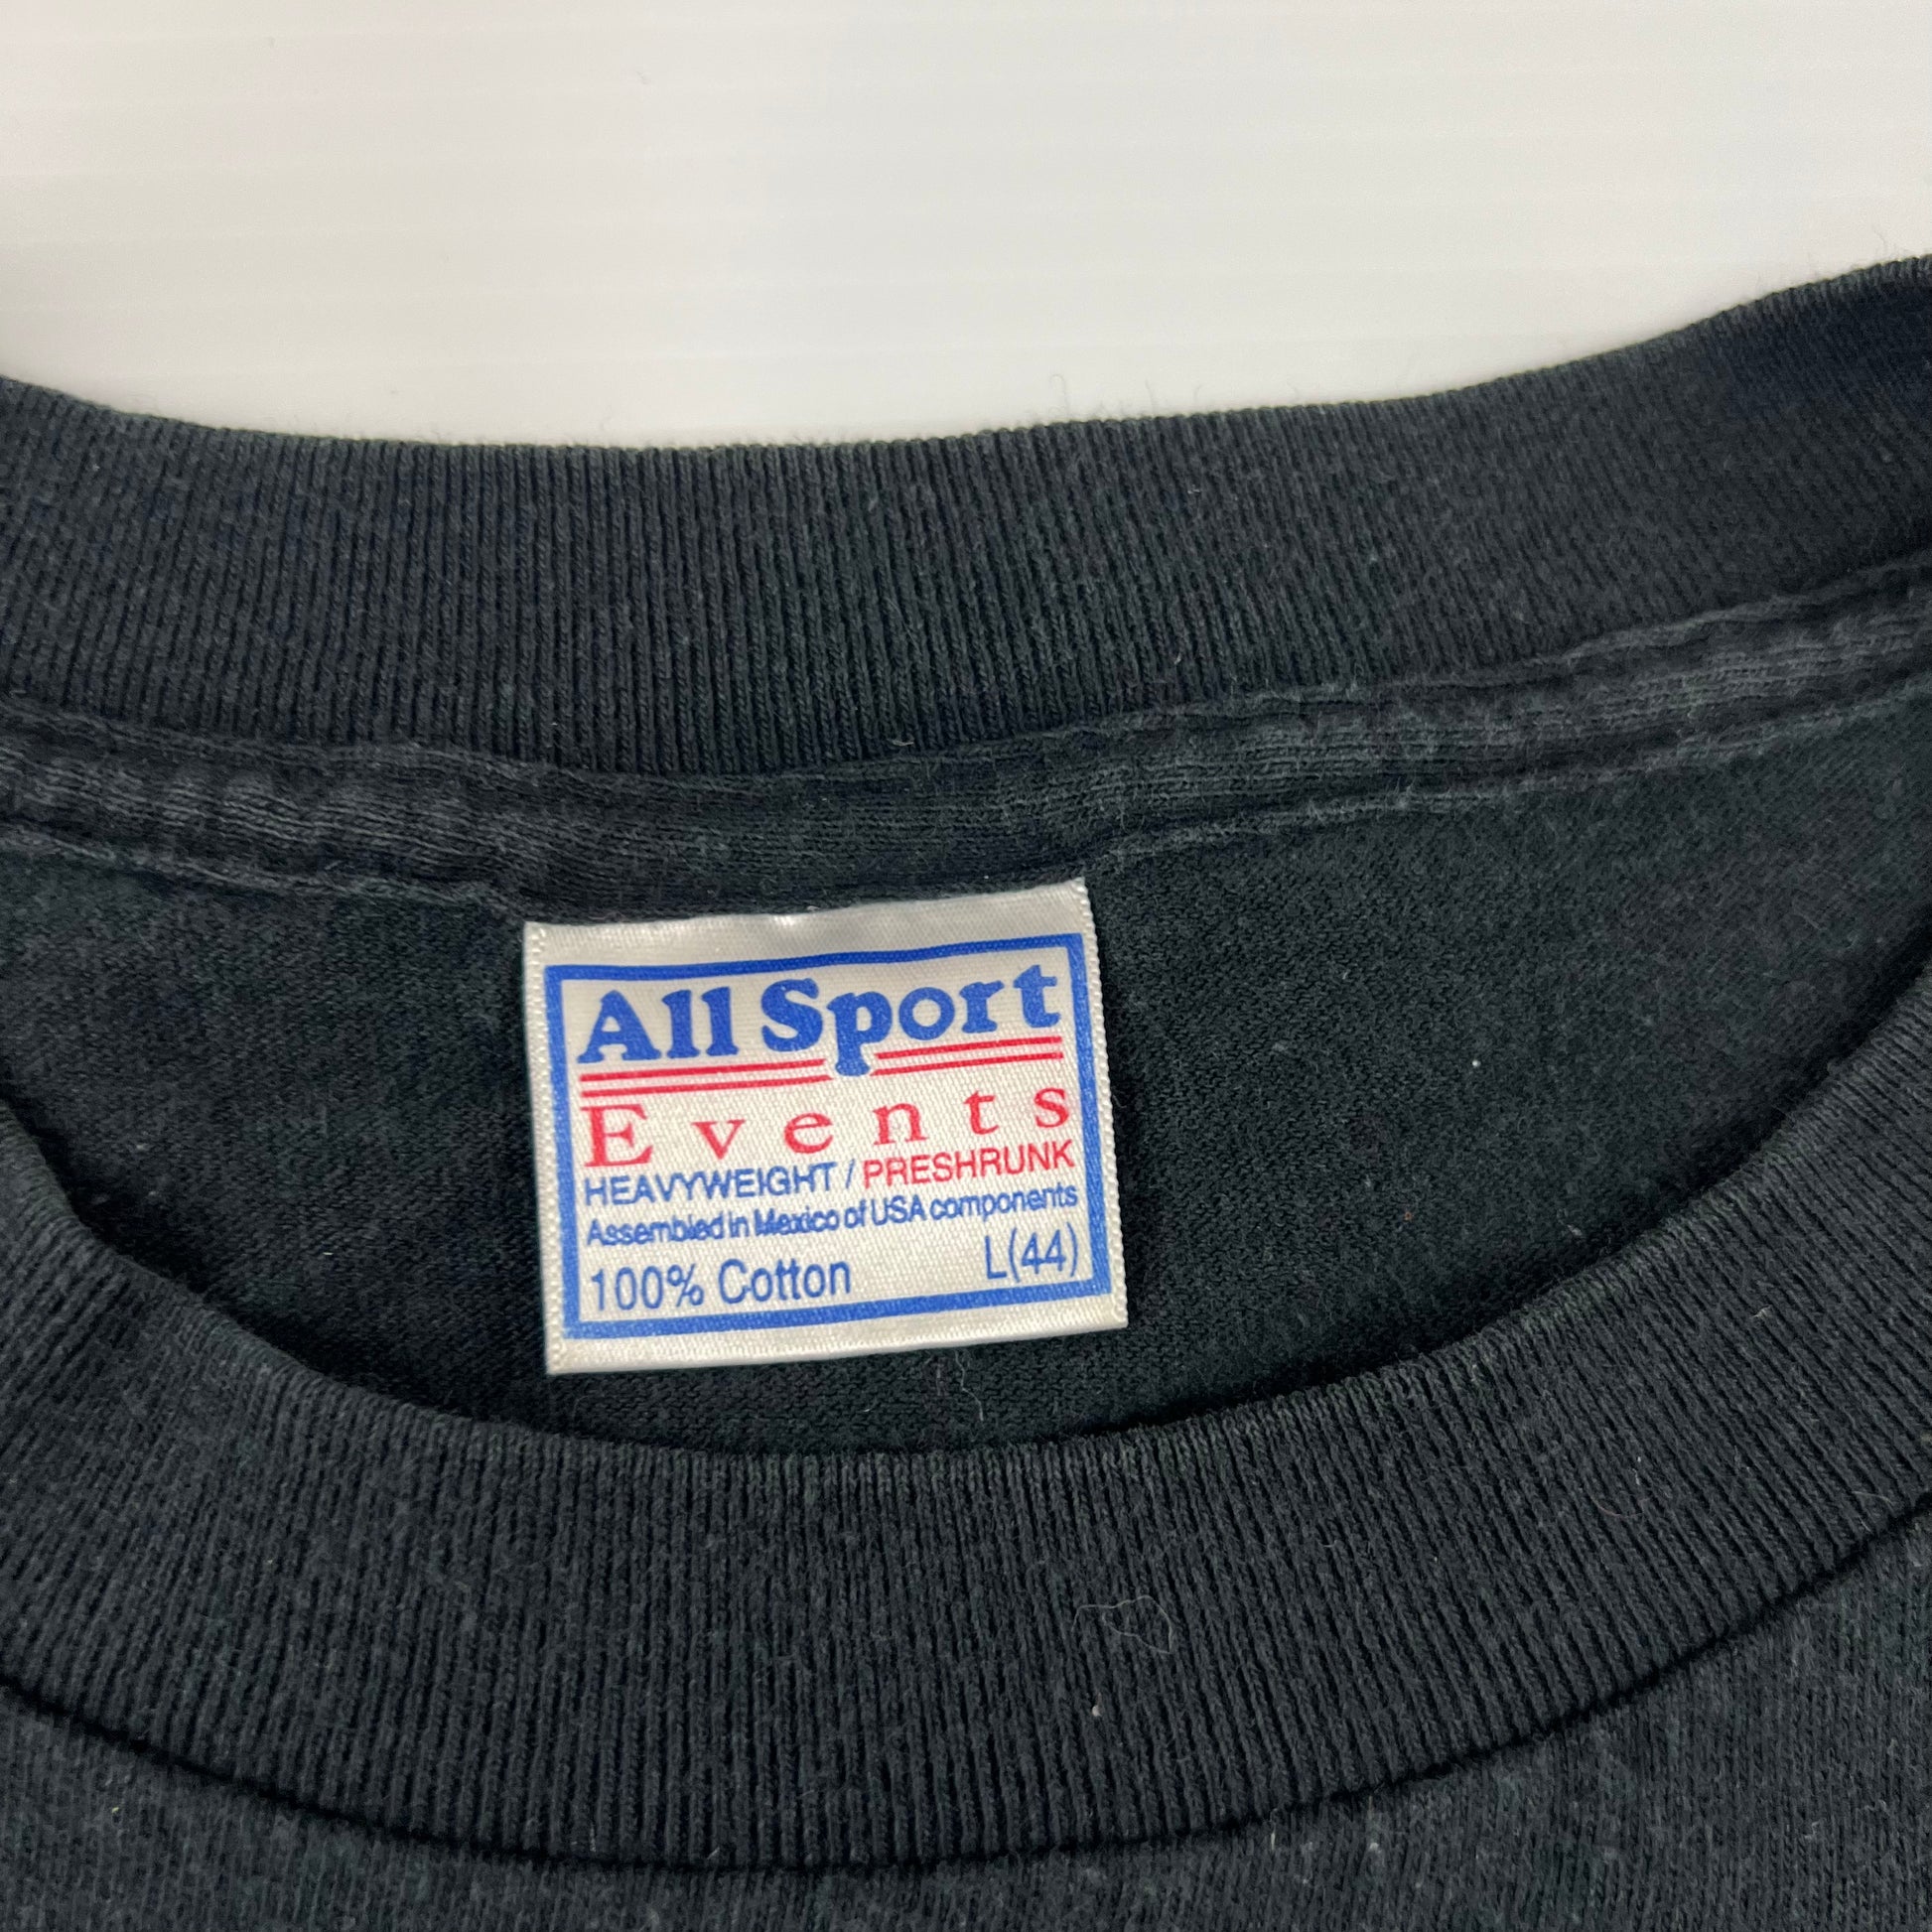 All Sport
Events
HEAVYWEIGHT / PRESHRUNK
Assembled in Mexico of USA components
100% Cotton L(44)